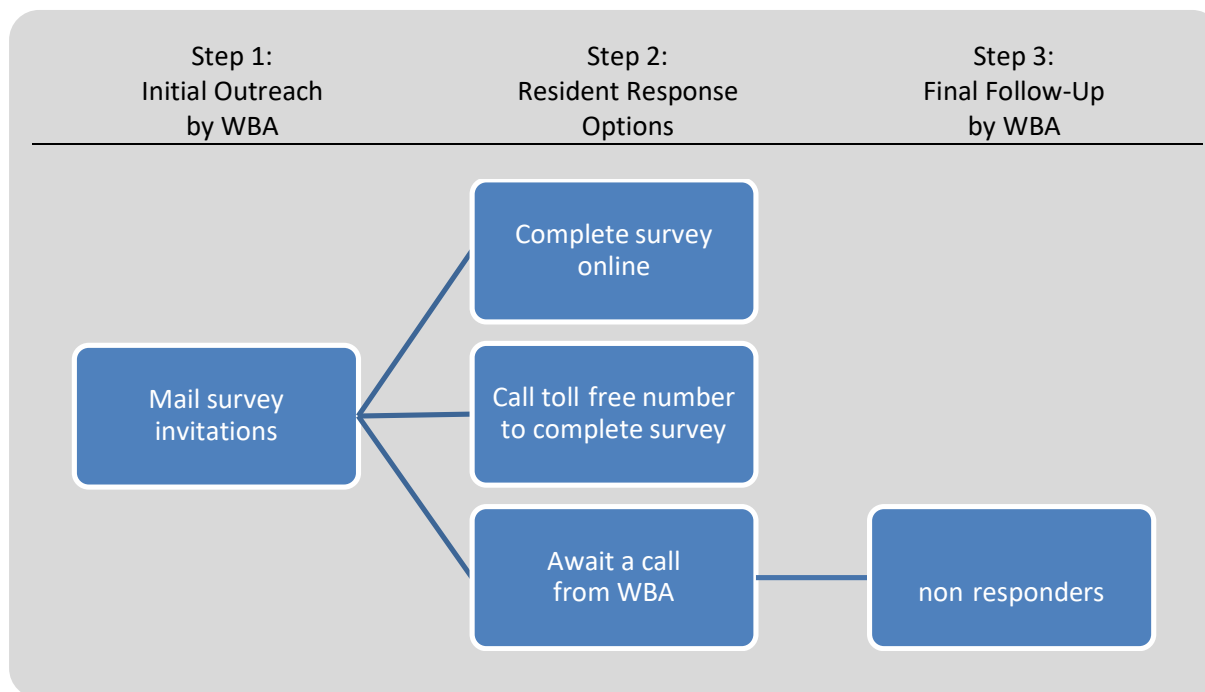 Step 1:
Initial Outreach
by WBA
Step 2:
Resident Response
Options
Step 3:
Final Follow-Up
by WBA
Complete survey
online
Mail survey
invitations
Call toll free number
to complete survey
Await a call
from WBA
non responders